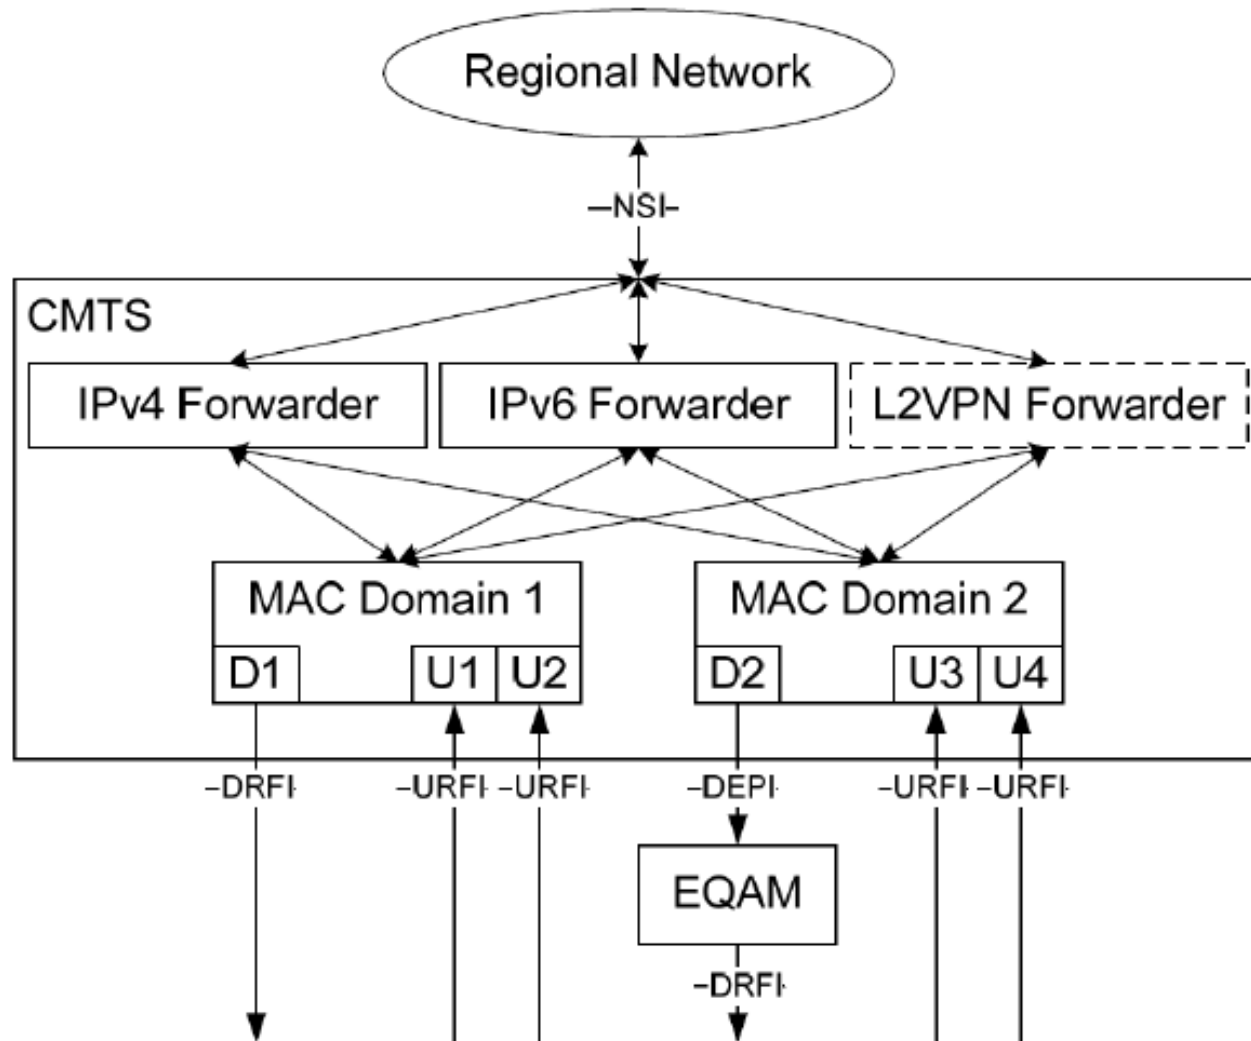 Regional Network
NSI
CMTS
IPv4 Forwarder IPv6 Forwarder L2VPN Forwarder
MAC Domain 1 MAC Domain 2
D1 U1 U2 D2 U3 U4
DRFI URFI URFI DEPI URFI URFI
EQAM
DRFI